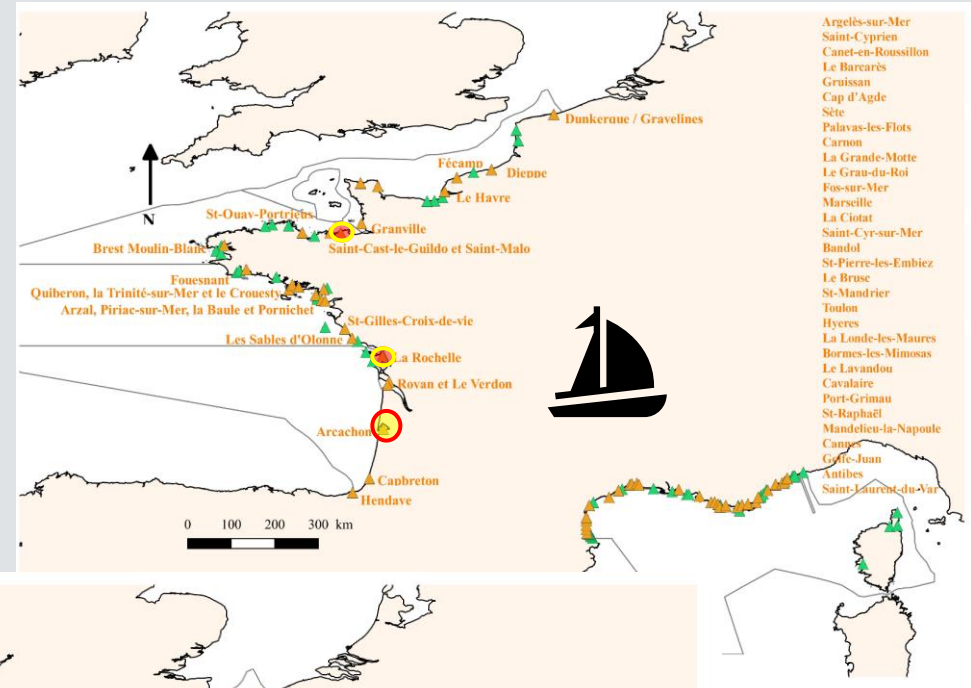 Argelès-sur-Mer
Saint-Cyprien
Canet-en-Roussillon
Le Barcarès
Gruissan
Cap d'Agde
Sète
Palavas-les-Flots
Carnon
La Grande-Motte
Le Grau-du-Roi
Fos-sur-Mer
Marseille
La Ciotat
Saint-Cyr-sur-Mer
Bandol
St-Pierre-les-Embiez
Le Brusc
St-Mandrier
Toulon
Hyeres
La Londe-les-Maures
Bormes-les-Mimosas
Le Lavandou
Cavalaire
Port-Grimau
St-Raphaël
Mandelieu-la-Napoule
Cannes
Golfe-Juan
Antibes
Saint-Laurent-du-Var
Dunkerque / Gravelines
Fécamp
Dieppe
Le Havre
N
St-Quay-Portrieux
Granville
Brest Moulin-Blanc
Saint-Cast-le-Guildo et Saint-Malo
Fouesnant
Quiberon, la Trinité-sur-Mer et le Crouesty
Arzal, Piriac-sur-Mer, la Baule et Pornichet
St-Gilles-Croix-de-vie
Les Sables d'Olonne
La Rochelle
Royan et Le Verdon
Arcachon
Capbreton
Hendaye
0 100 200 300 km